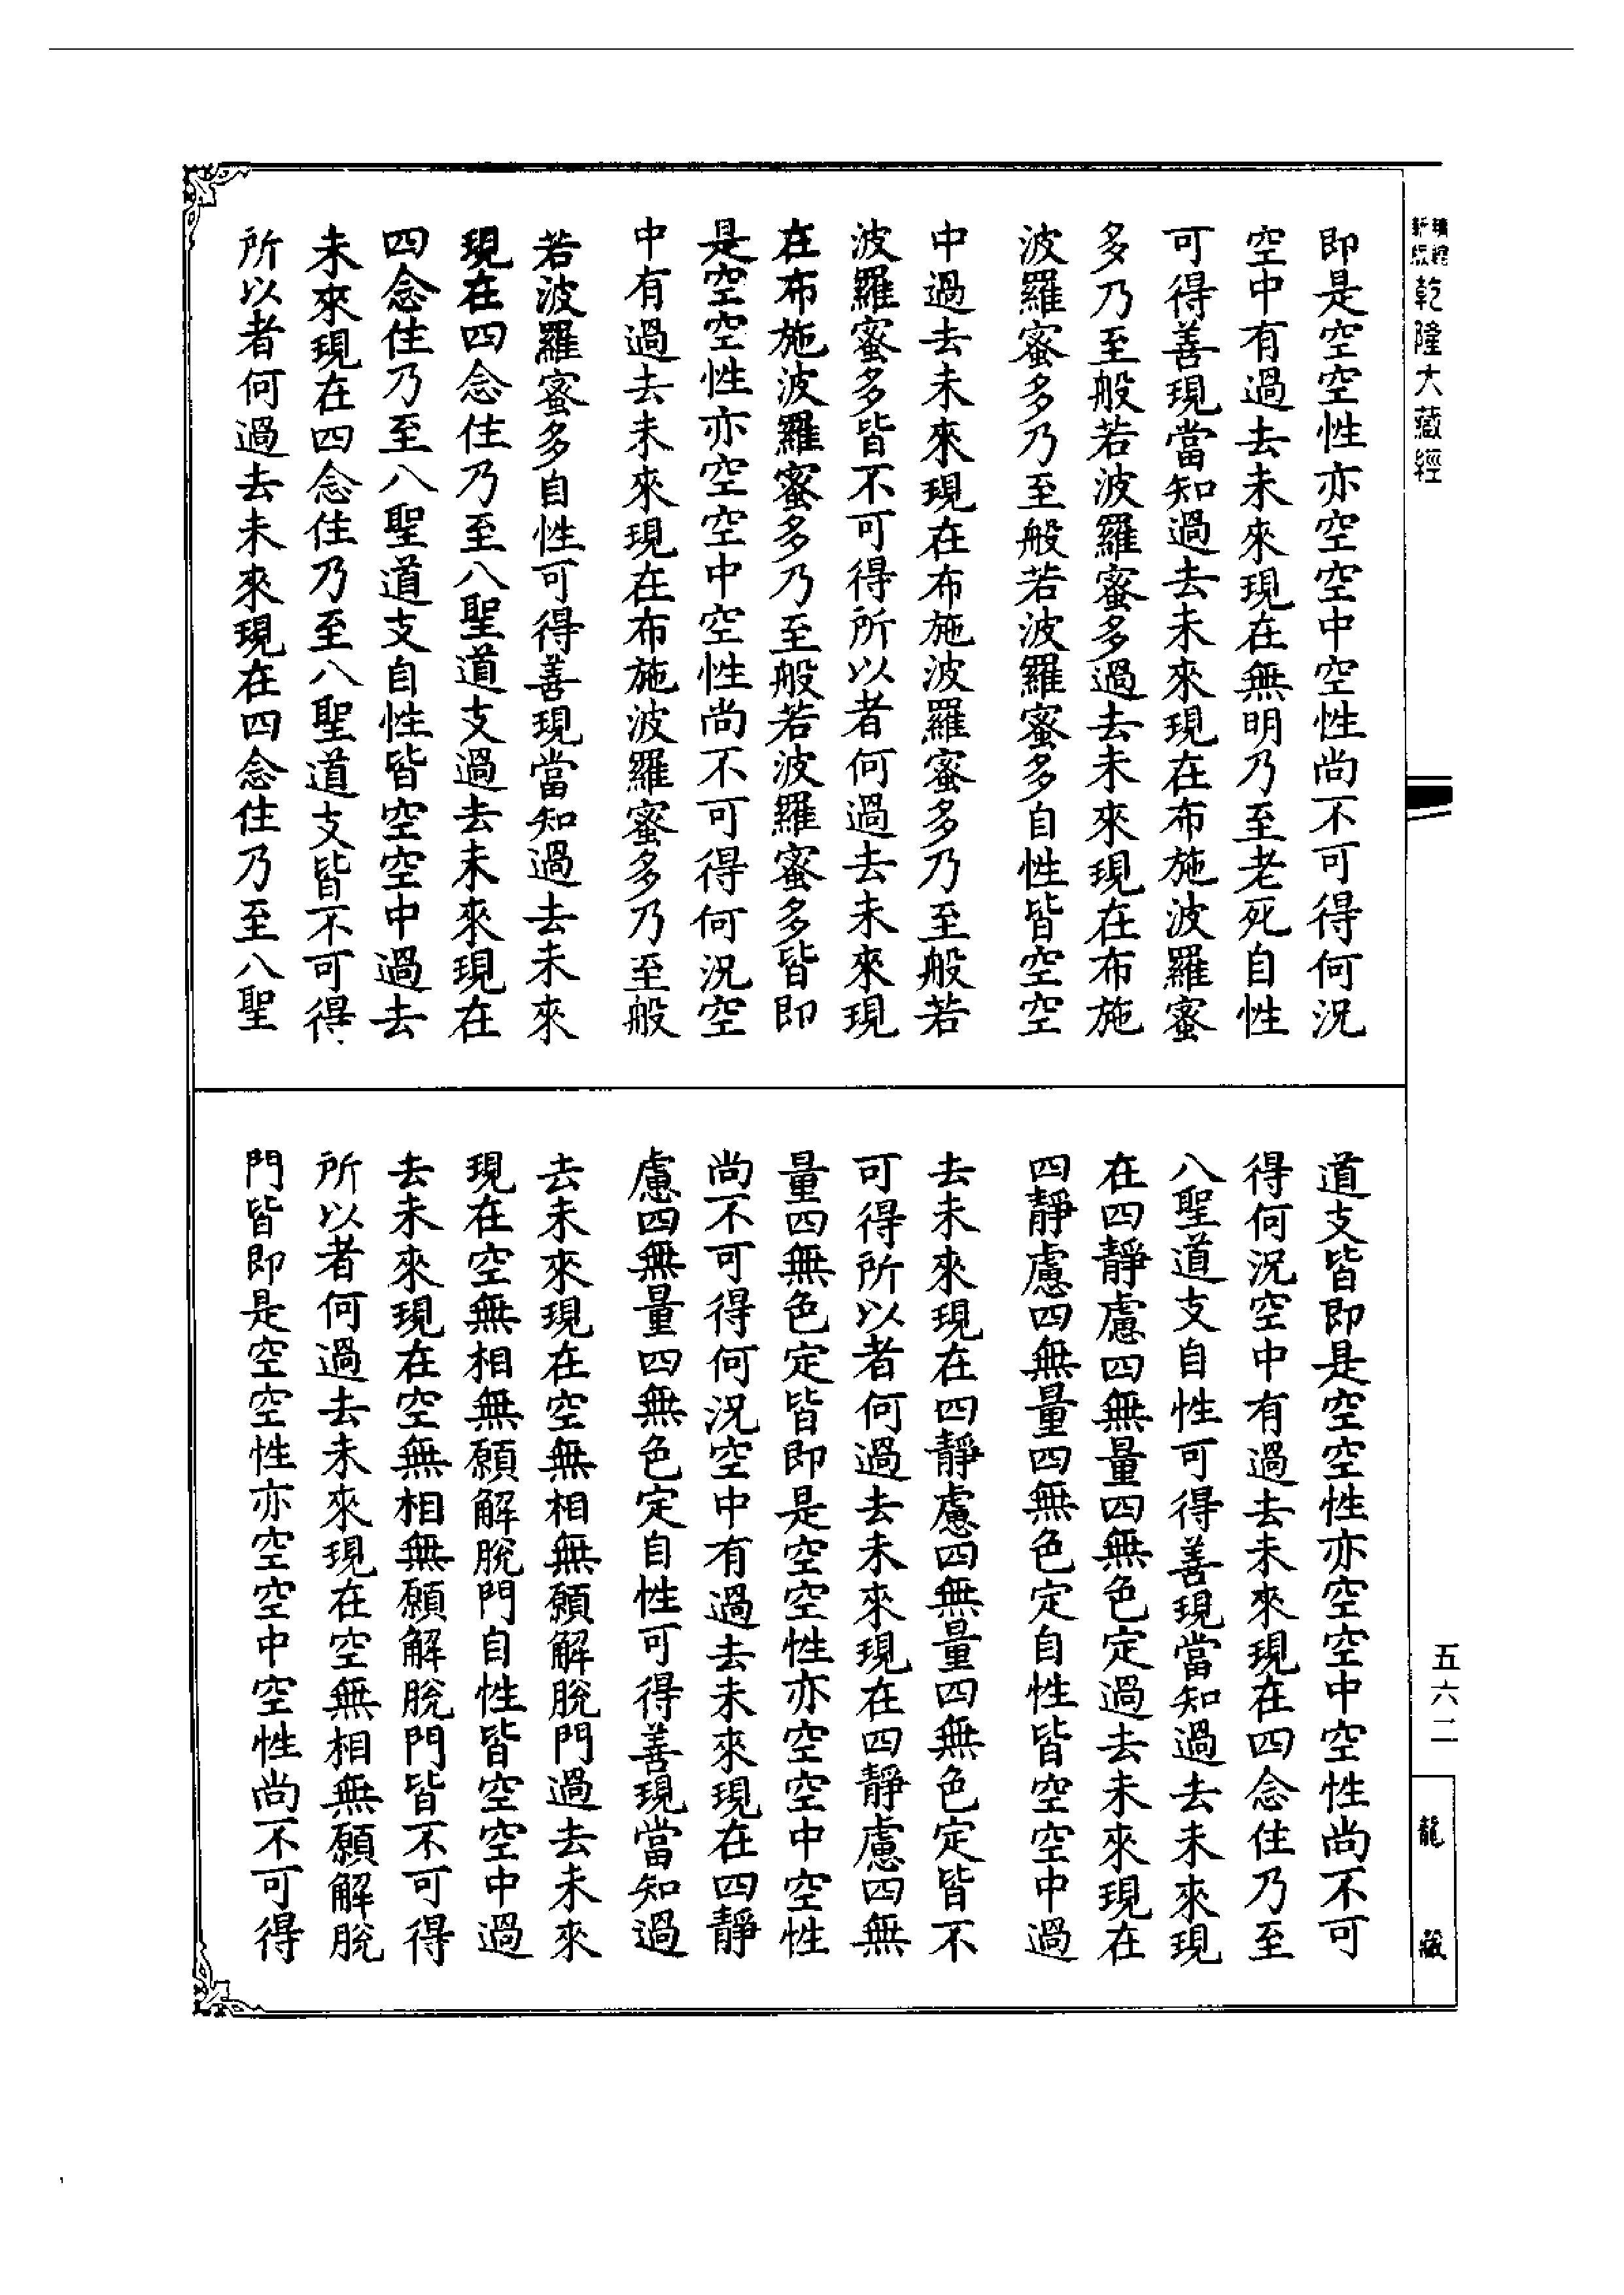 乾隆大藏經
即是空空性亦空空中空性尚不可得何況
空中有過去未來現在無明乃至老死自性
可得善現當知過去未來現在布施波羅蜜
多乃至般若波羅蜜多過去未來現在布施
波羅蜜多乃至般若波羅蜜多自性皆空空
中過去未來現在布施波羅蜜多乃至般若
波羅蜜多皆不可得所以者何過去未來現
在布施波羅蜜多乃至般若波羅蜜多皆即
是空空性亦空空中空性尚不可得何況空
中有過去未來現在布施波羅蜜多乃至般
若波羅蜜多自性可得善現當知過去未來
現在四念住乃至八聖道支過去未來現在
四念住乃至八聖道支自性皆空空中過去
未來現在四念住乃至八聖道支皆不可得
所以者何過去未來現在四念住乃至八聖
道支皆即是空空性亦空空中空性尚不可
得何況空中有過去未來現在四念住乃至
八聖道支自性可得善現當知過去未來現
在四靜慮四無量四無色定過去未來現在
四靜慮四無量四無色定自性皆空空中過
去未來現在四靜慮四無量四無色定皆不
可得所以者何過去未來現在四靜慮四無
量四無色定皆即是空空性亦空空中空性
尚不可得何況空中有過去未來現在四靜
慮四無量四無色定自性可得善現當知過
去未來現在空無相無願解脫門過去未來
現在空無相無願解脫門自性皆空空中過
去未來現在空無相無願解脫門皆不可得
所以者何過去未來現在空無相無願解脫
門皆即是空空性亦空空中空性尚不可得
五六二
龍藏